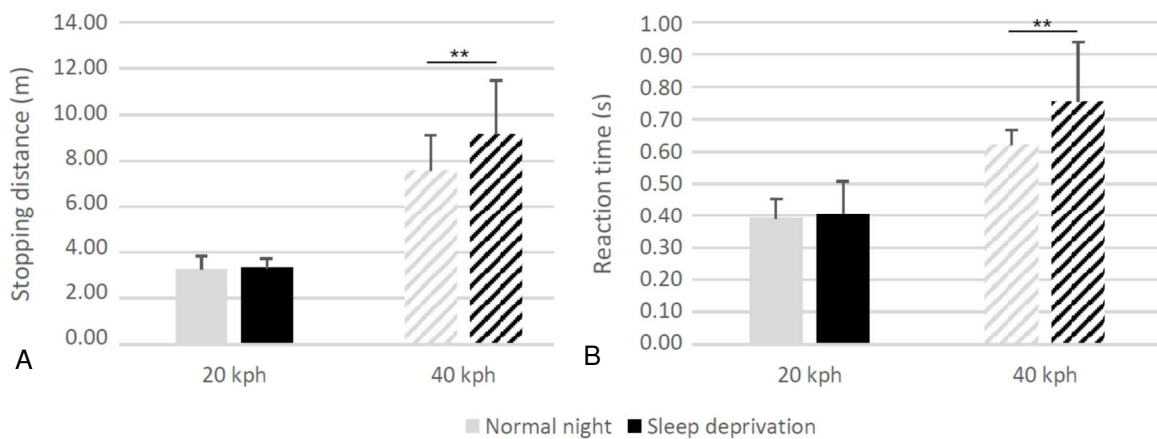 14.00
12.00
10.00
8.00
6.00
4.00
2.00
0.00
Stopping distance (m)
**
20 kph
40 kph
A
1.00
0.90
0.80
0.70
0.60
0.50
0.40
0.30
0.20
0.10
0.00
Reaction time (s)
**
20 kph
40 kph
B
Normal night
Sleep deprivation